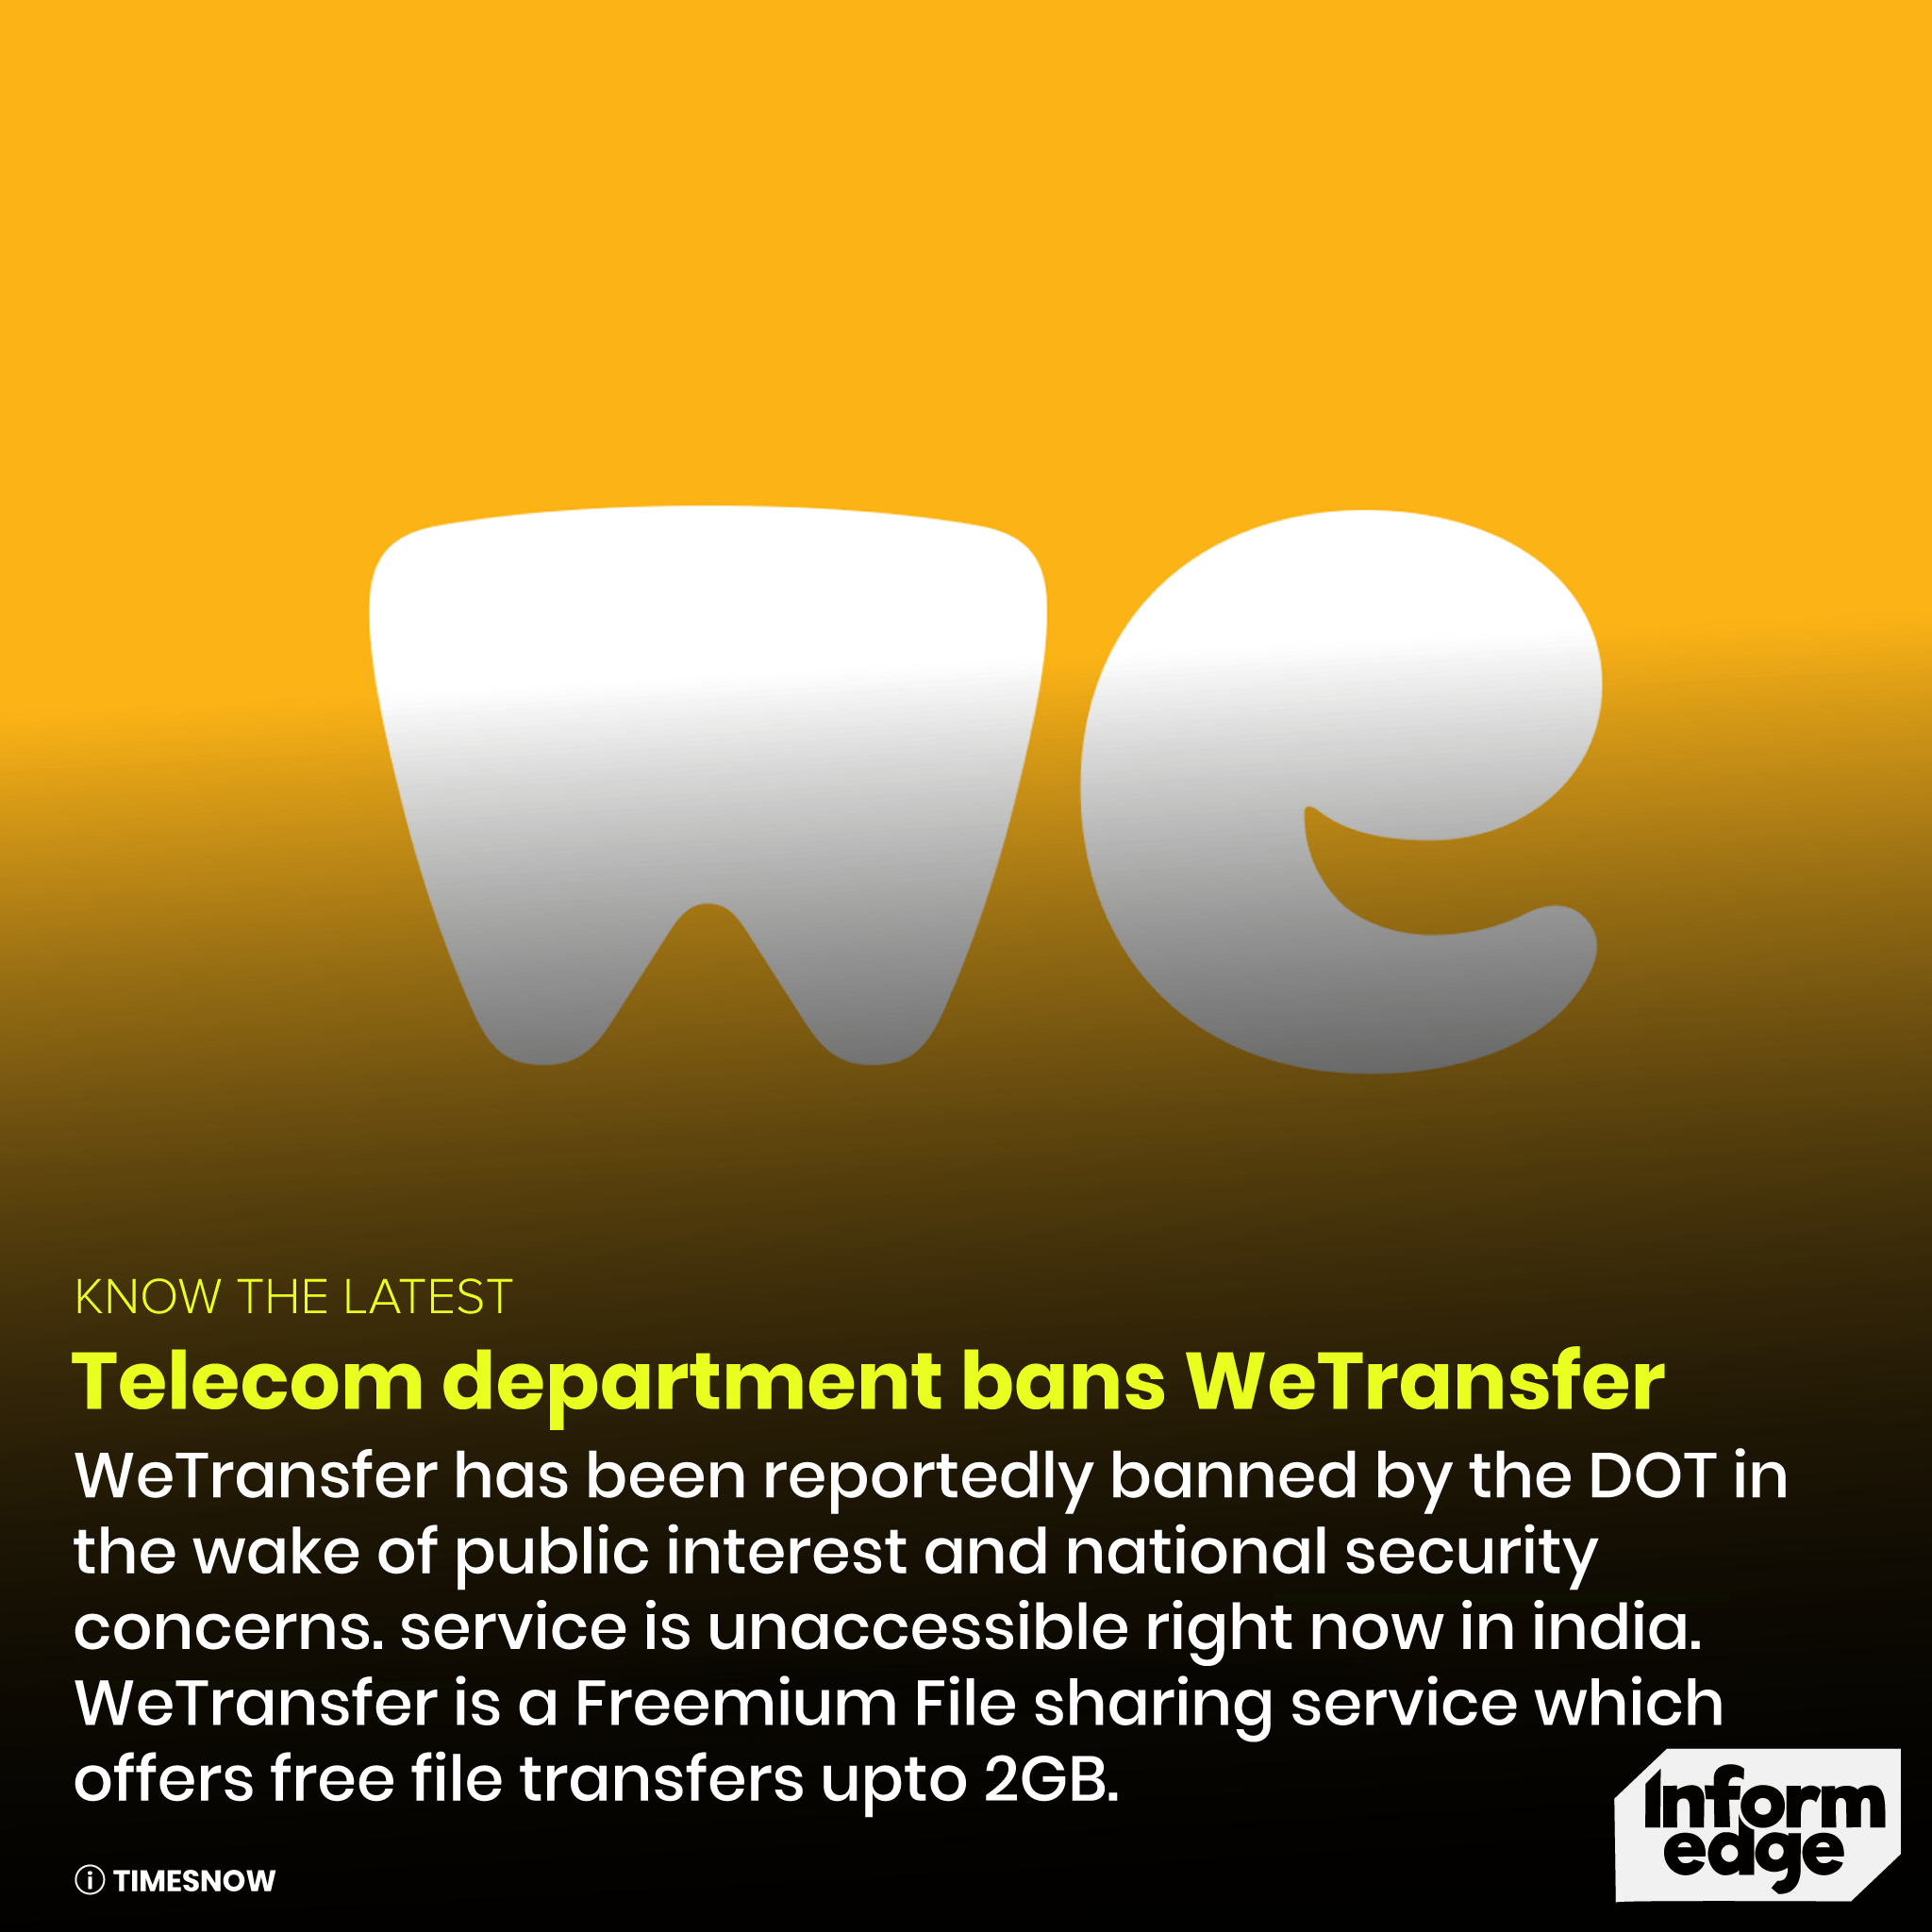 we
KNOW THE LATEST
Telecom department bans WeTransfer
WeTransfer has been reportedly banned by the DOT in
the wake of public interest and national security
concerns. service is unaccessible right now in india.
WeTransfer is a Freemium File sharing service which
offers free file transfers upto 2GB.
i TIMESNOW
Inform
edge